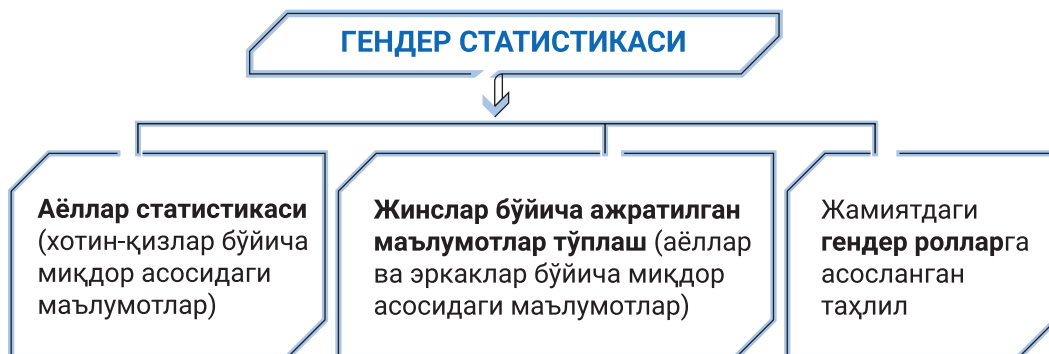 ГЕНДЕР СТАТИСТИКАСИ
Аёллар статистикаси
(хотин-қизлар бўйича
миқдор асосидаги
маълумотлар)
Жинслар бўйича ажратилган
маълумотлар тўплаш (аёллар
ва эркаклар бўйича миқдор
асосидаги маълумотлар)
Жамиятдаги
гендер ролларга
асосланган
таҳлил